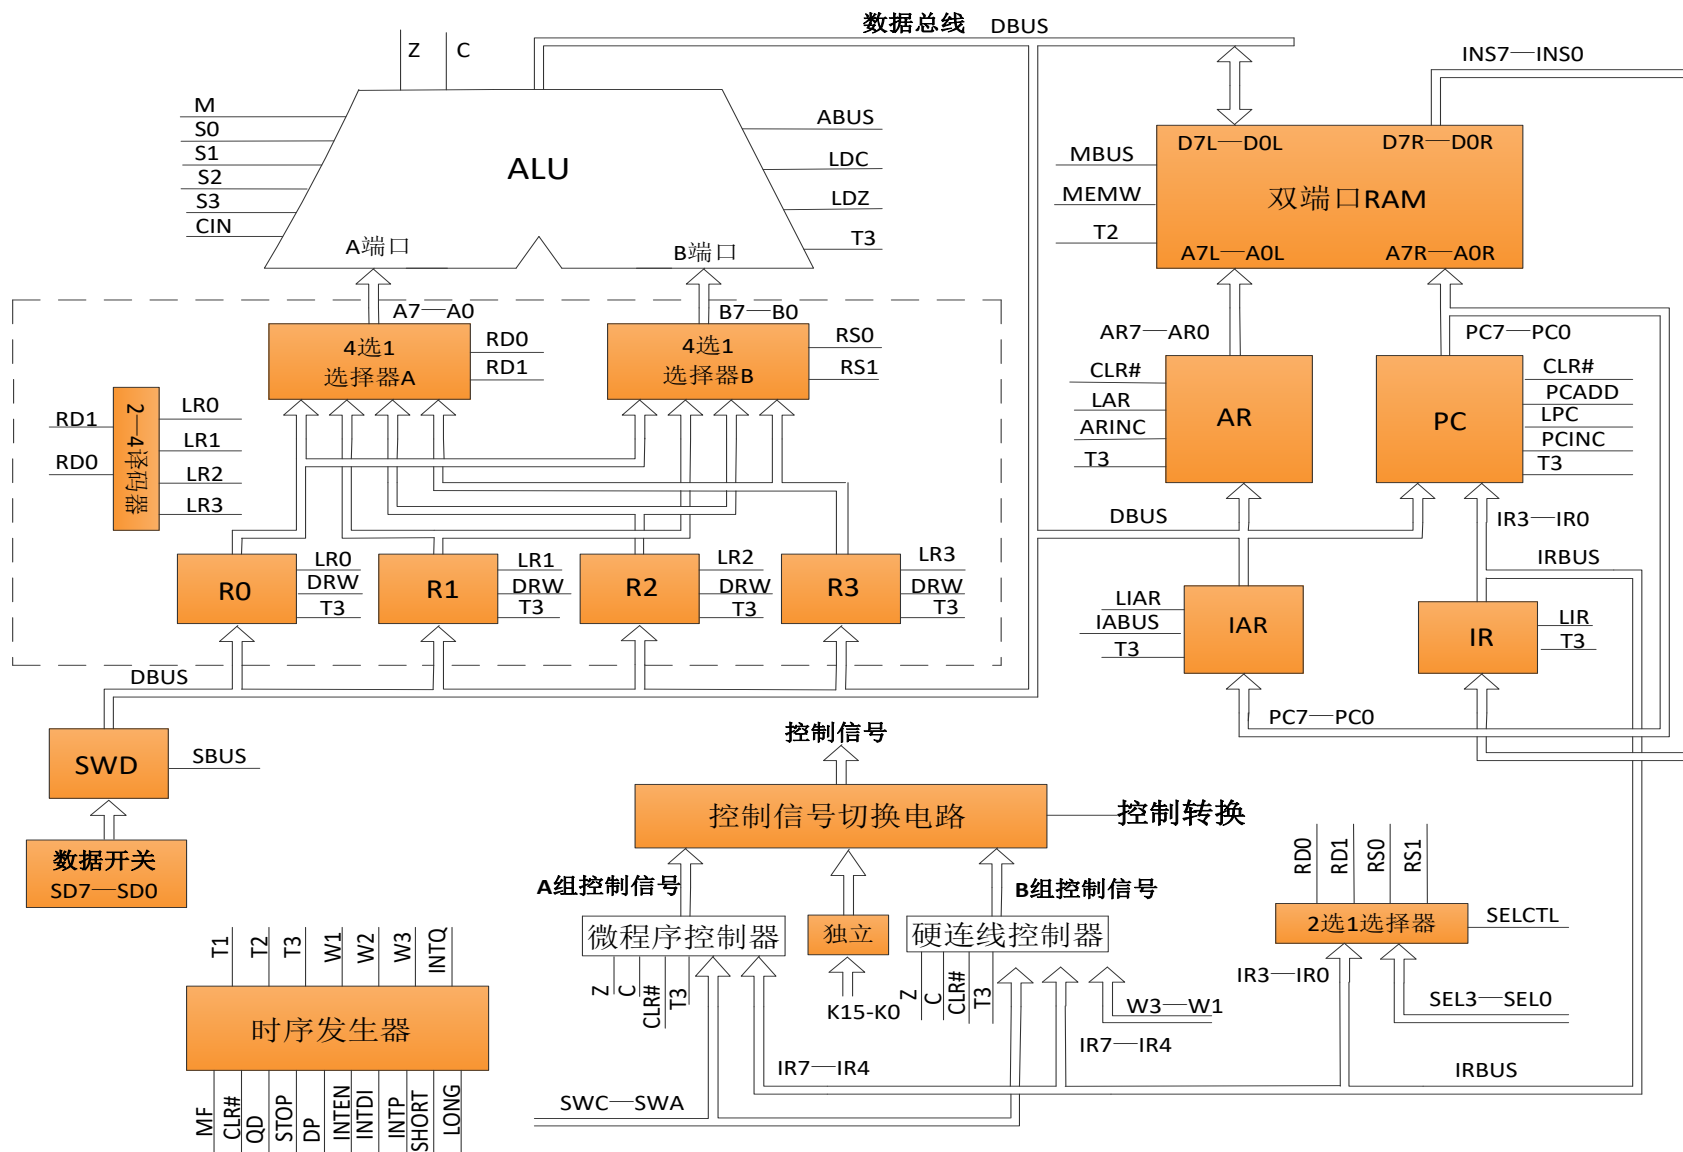 数据总线 DBUS
Z
C
INS7—INS0
M
S0
S1
S2
S3
CIN
ALU
ABUS
LDC
LDZ
T3
A端口
B端口
MBUS
MEMW
T2
D7L—D0L
D7R—D0R
双端口RAM
A7L—A0L
A7R—A0R
A7—A0
B7—B0
4选1
选择器A
RD0
RD1
4选1
选择器B
RS0
RS1
AR7—AR0
PC7—PC0
CLR#
LAR
ARINC
T3
AR
PC
CLR#
PCADD
LPC
PCINC
T3
RD1
RD0
2—4译码器
LR0
LR1
LR2
LR3
DBUS
IR3—IR0
IRBUS
R0
LR0
DRW
T3
R1
LR1
DRW
T3
R2
LR2
DRW
T3
R3
LR3
DRW
T3
LIAR
IABUS
T3
IAR
IR
LIR
T3
DBUS
PC7—PC0
SWD
SBUS
控制信号
数据开关
SD7—SD0
控制信号切换电路
控制转换
A组控制信号
B组控制信号
微程序控制器
独立
硬连线控制器
Z
C
CLR#
T3
K15-K0
Z
C
CLR#
T3
W3—W1
IR7—IR4
IR7—IR4
SWC—SWA
RD0
RD1
RS0
RS1
2选1选择器
SELCTL
IR3—IR0
SEL3—SEL0
IRBUS
T1
T2
T3
W1
W2
W3
INTQ
时序发生器
MF
CLR#
QD
STOP
DP
INTEN
INTDI
INTP
SHORT
LONG